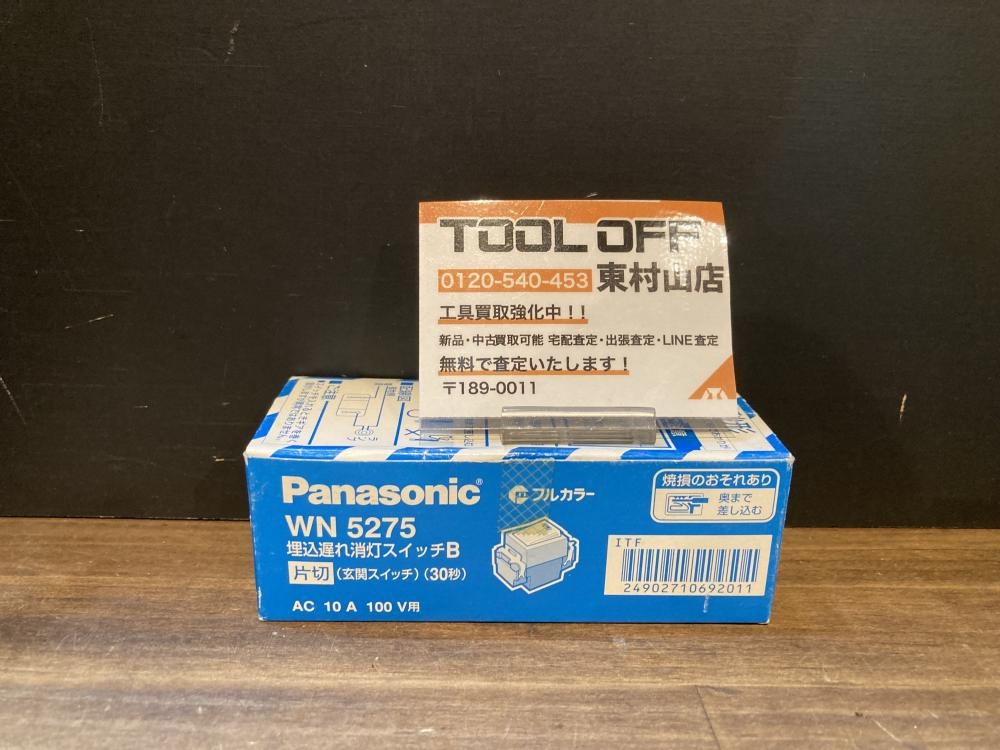 TOOL OFF
0120-540-453 東村山店
工具買取強化中!!
新品・中古買取可能 宅配査定・出張査定・LINE査定
無料で査定いたします!
〒189-0011
Panasonic
フルカラー
WN 5275
埋込遅れ消灯スイッチB
片切 (玄関スイッチ) (30秒)
AC 10 A 100 V用
焼損のおそれあり
奥まで
差し込む
ITF
24902710692011